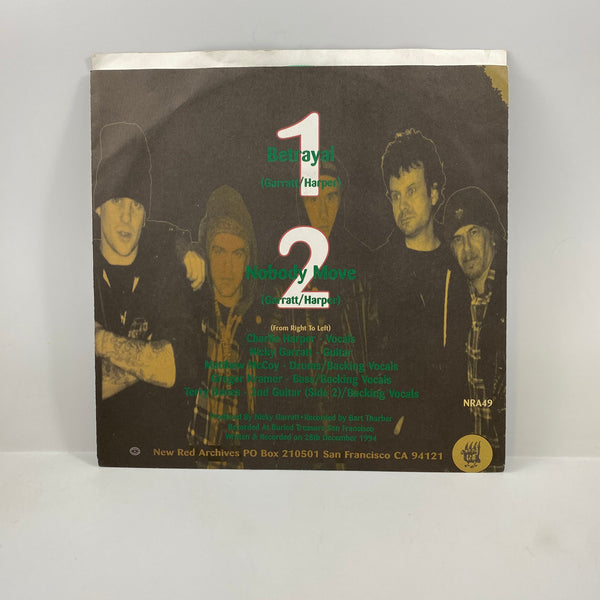 1
Betrayal
(Garratt/Harper)
2
Nobody Move
(Garratt/Harper)
(From Right To Left)
Charlie Harper - Vocals
Nicky Garratt - Guitar
Matthew McCoy - Drums/Backing Vocals
Gregor Kramer - Bass/Backing Vocals
Terry - 2nd Guitar (Side 2)/Backing Vocals
Produced By Nicky Garratt • Recorded by Bart Thurber
Recorded At Buried Treasure San Francisco
Written & Recorded on 28th December 1994
NRA49
New Red Archives PO Box 210501 San Francisco CA 94121